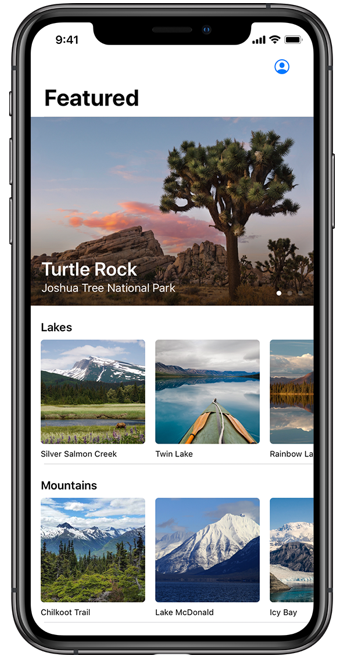 9:41
Featured
Turtle Rock
Joshua Tree National Park
Lakes
Silver Salmon Creek
Twin Lake
Rainbow La
Mountains
Chilkoot Trail
Lake McDonald
Icy Bay